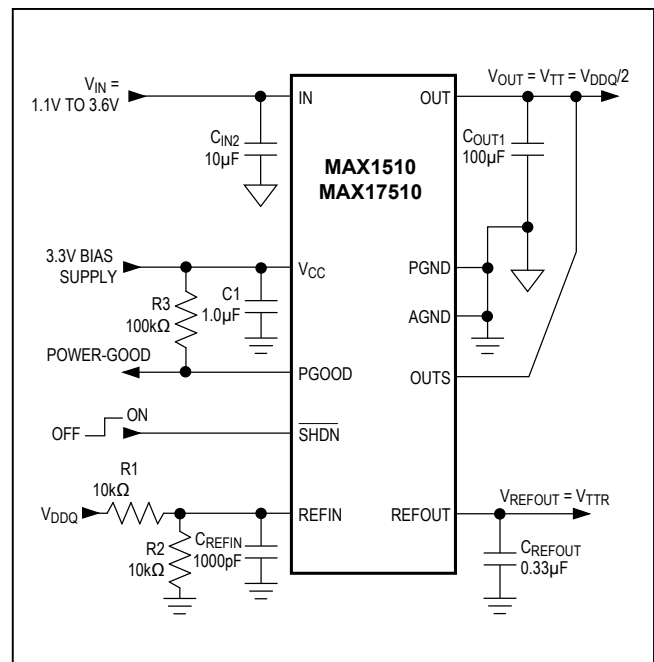 V_IN =
1.1V TO 3.6V
IN
OUT
V_OUT = V_TT = V_DDQ/2
C_IN2
10µF
C_OUT1
100µF
MAX1510
MAX17510
3.3V BIAS
SUPPLY
V_CC
PGND
R3
100kΩ
C1
1.0µF
AGND
POWER-GOOD
PGOOD
OUTS
OFF
ON
SHDN
R1
10kΩ
V_DDQ
REFIN
REFOUT
V_REFOUT = V_TTR
R2
10kΩ
C_REFIN
1000pF
C_REFOUT
0.33µF